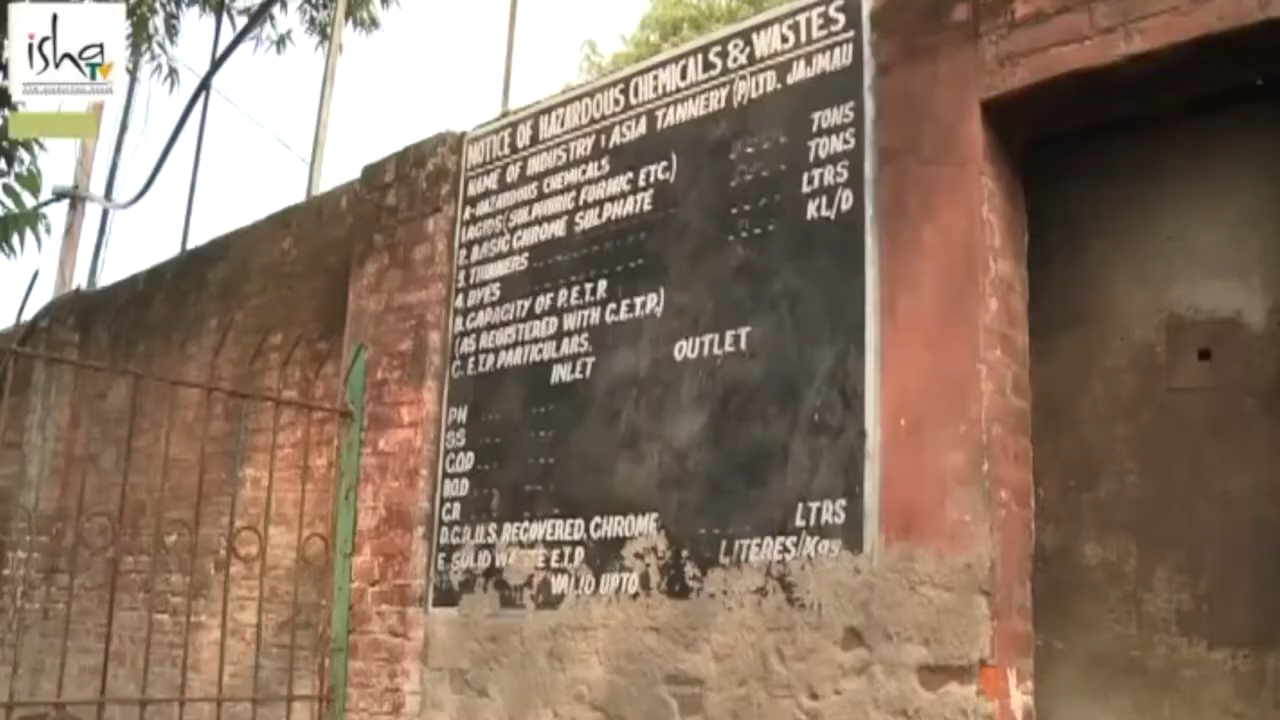 isha
TV
NOTICE OF HAZARDOUS CHEMICALS & WASTES
NAME OF INDUSTRY : ASIA TANNERY (P) LTD. JAJMAU
A-HAZARDOUS CHEMICALS
1.ACIDS (SULPHURIC FORMIC ETC.) ---- TONS
2. BASIC CHROME SULPHATE ---- TONS
3. THINNERS ---- LTRS
4. DYES ---- KL/D
B. CAPACITY OF P.E.T.P.
(AS REGISTERED WITH C.E.T.P.)
C. E.T.P. PARTICULARS.
INLET OUTLET
PH ---- ---
SS ---- ---
COD ---- ---
BOD ---- ---
CR
D.C.R.U.S. RECOVERED, CHROME LTRS
E. SOLID E.T.P LITERES/Kgs
VALID UPTO